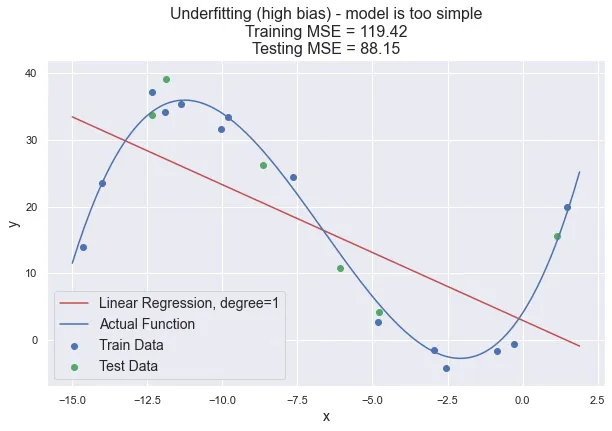 Underfitting (high bias) - model is too simple
Training MSE = 119.42
Testing MSE = 88.15
40
30
20
10
0
y
Linear Regression, degree=1
Actual Function
Train Data
Test Data
−15.0 −12.5 −10.0 −7.5 −5.0 −2.5 0.0 2.5
x